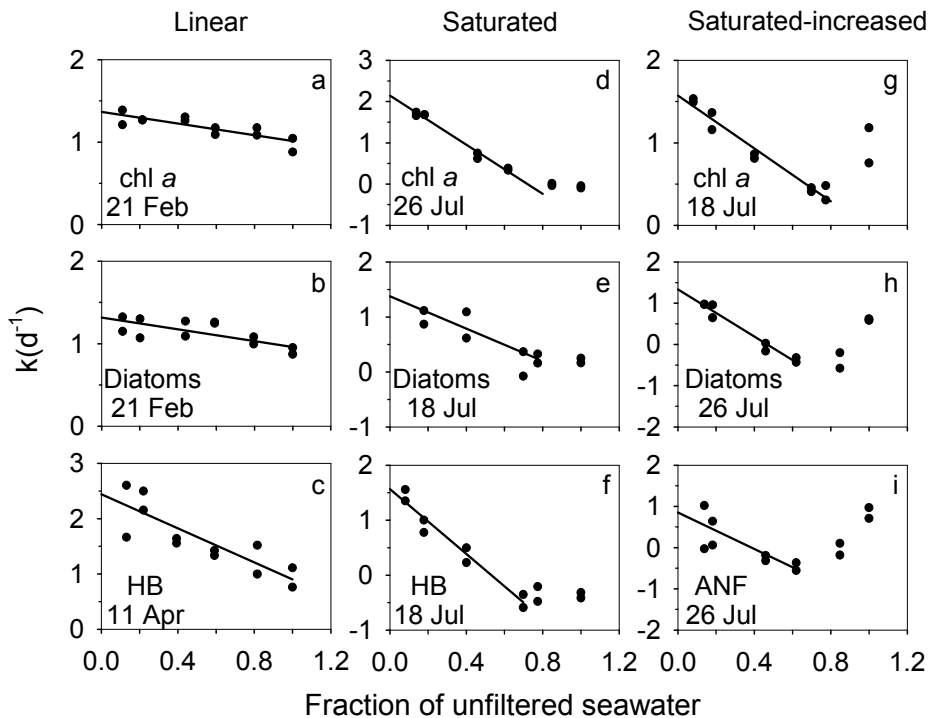 Linear
Saturated
Saturated-increased
k(d⁻¹)
2
1
0
a
chl a
21 Feb
3
2
1
0
-1
d
chl a
26 Jul
2
1
0
g
chl a
18 Jul
2
1
0
b
Diatoms
21 Feb
2
1
0
-1
e
Diatoms
18 Jul
2
1
0
-1
-2
h
Diatoms
26 Jul
3
2
1
0
c
HB
11 Apr
2
1
0
-1
f
HB
18 Jul
2
1
0
-1
-2
i
ANF
26 Jul
0.0 0.4 0.8 1.2
0.0 0.4 0.8 1.2
0.0 0.4 0.8 1.2
Fraction of unfiltered seawater